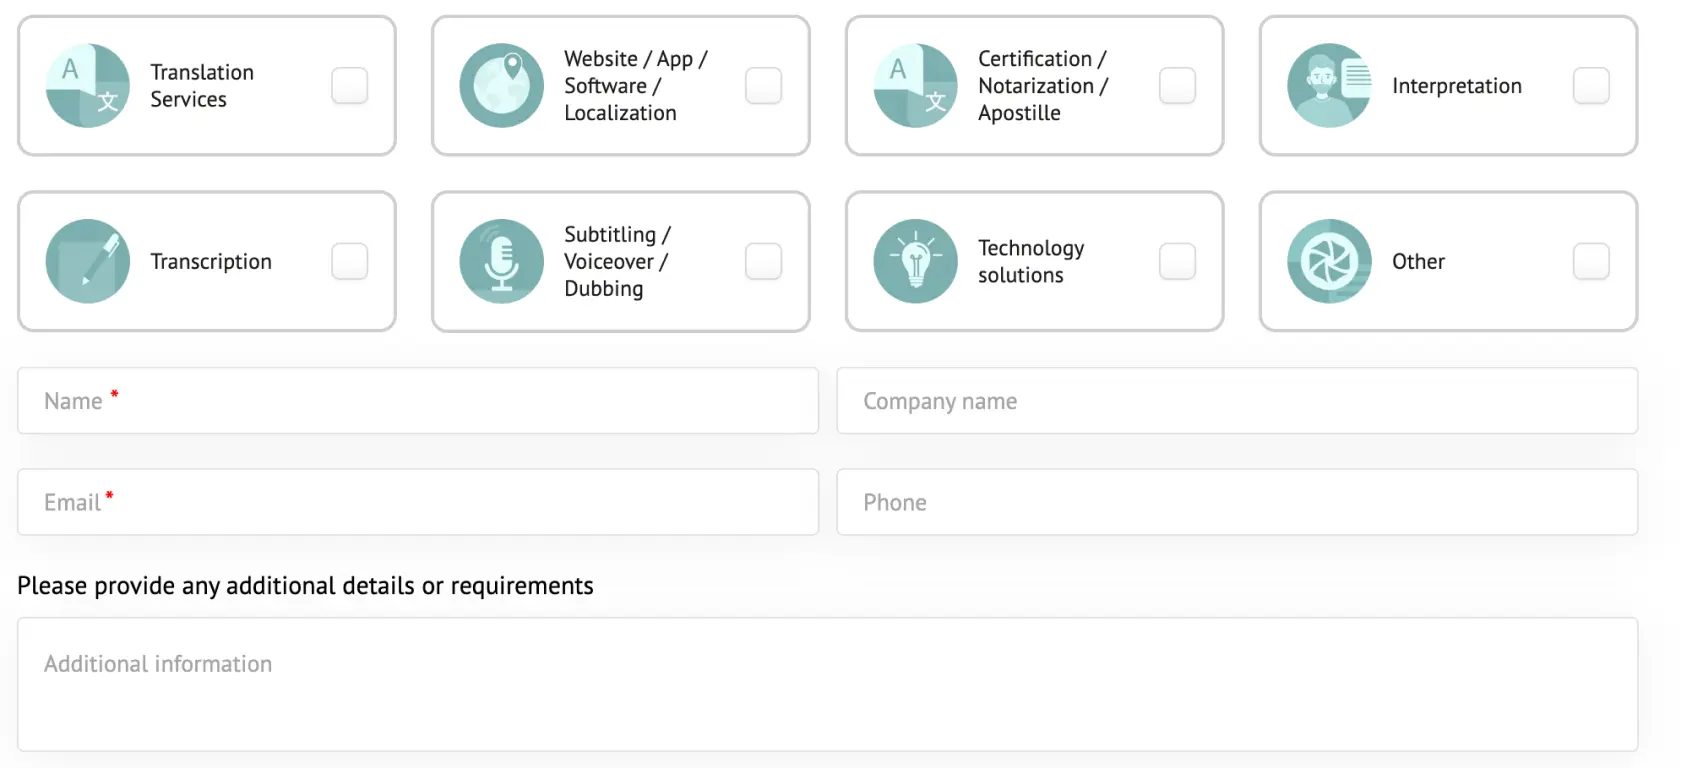 A
文
Translation
Services
Website / App /
Software /
Localization
A
文
Certification /
Notarization /
Apostille
Interpretation
Transcription
Subtitling /
Voiceover /
Dubbing
Technology
solutions
Other
Name *
Company name
Email *
Phone
Please provide any additional details or requirements
Additional information